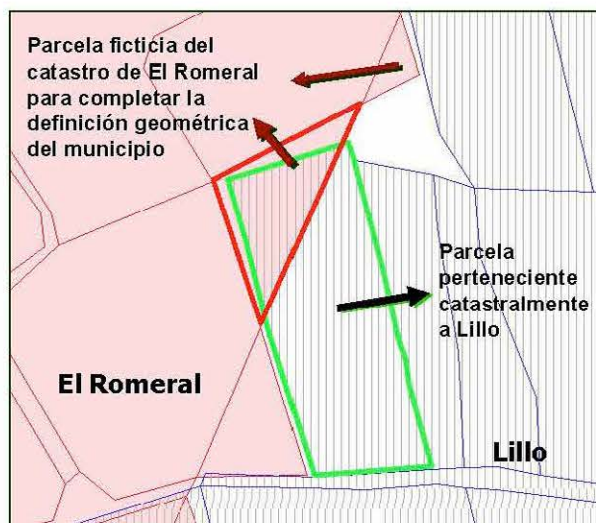 Parcela ficticia del
catastro de El Romeral
para completar la
definición geométrica
del municipio
Parcela
perteneciente
catastralmente
a Lillo
El Romeral
Lillo